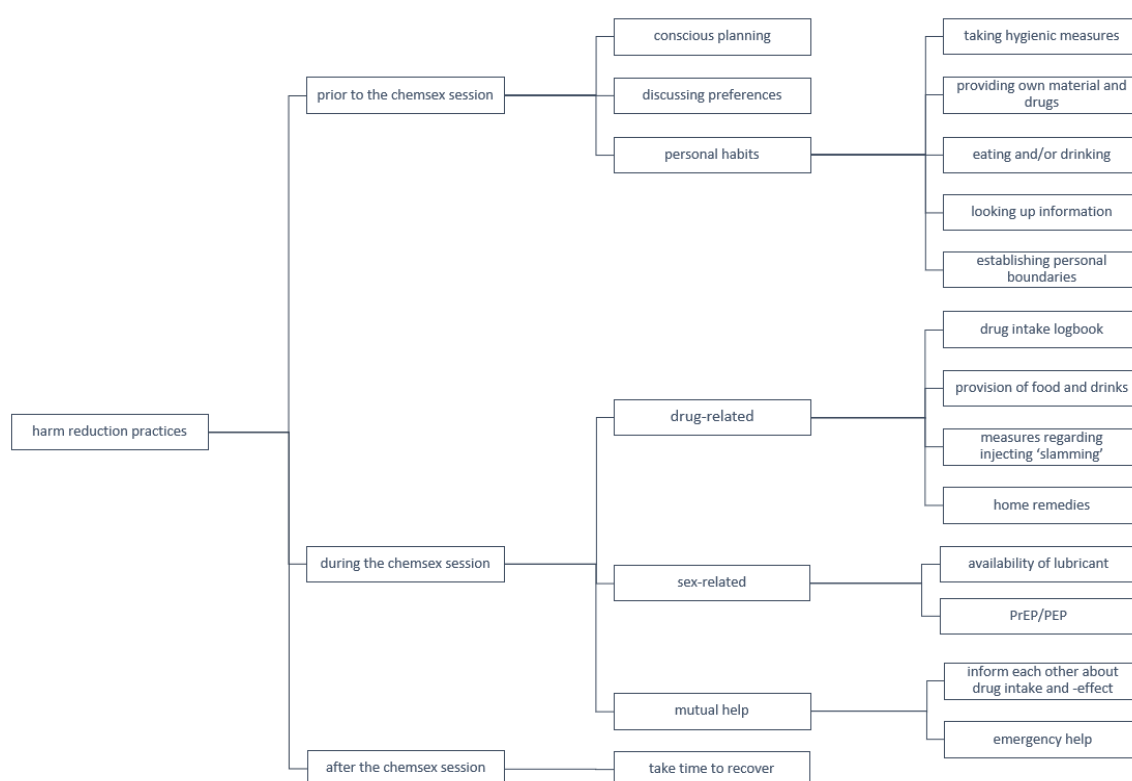 harm reduction practices
prior to the chemsex session
conscious planning
discussing preferences
personal habits
taking hygienic measures
providing own material and
drugs
eating and/or drinking
looking up information
establishing personal
boundaries
during the chemsex session
drug-related
drug intake logbook
provision of food and drinks
measures regarding
injecting ‘slamming’
home remedies
sex-related
availability of lubricant
PrEP/PEP
mutual help
inform each other about
drug intake and -effect
emergency help
after the chemsex session
take time to recover